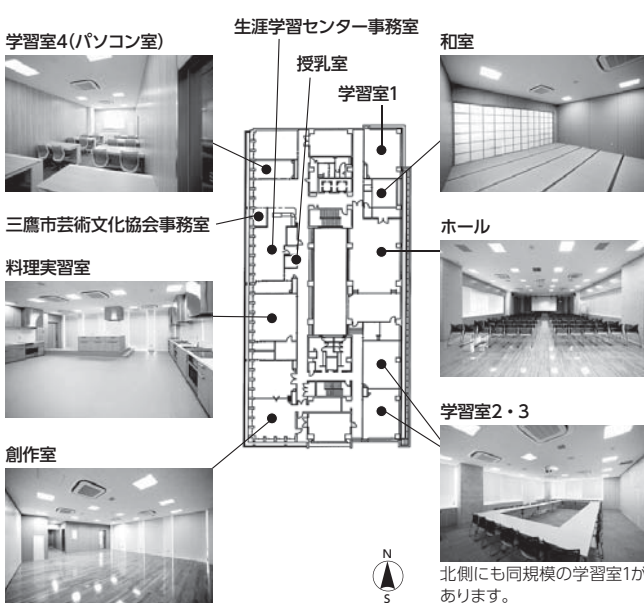 生涯学習センター事務室
学習室4(パソコン室)
和室
授乳室
学習室1
三鷹市芸術文化協会事務室
ホール
料理実習室
学習室2・3
創作室
N
S
北側にも同規模の学習室1が
あります。